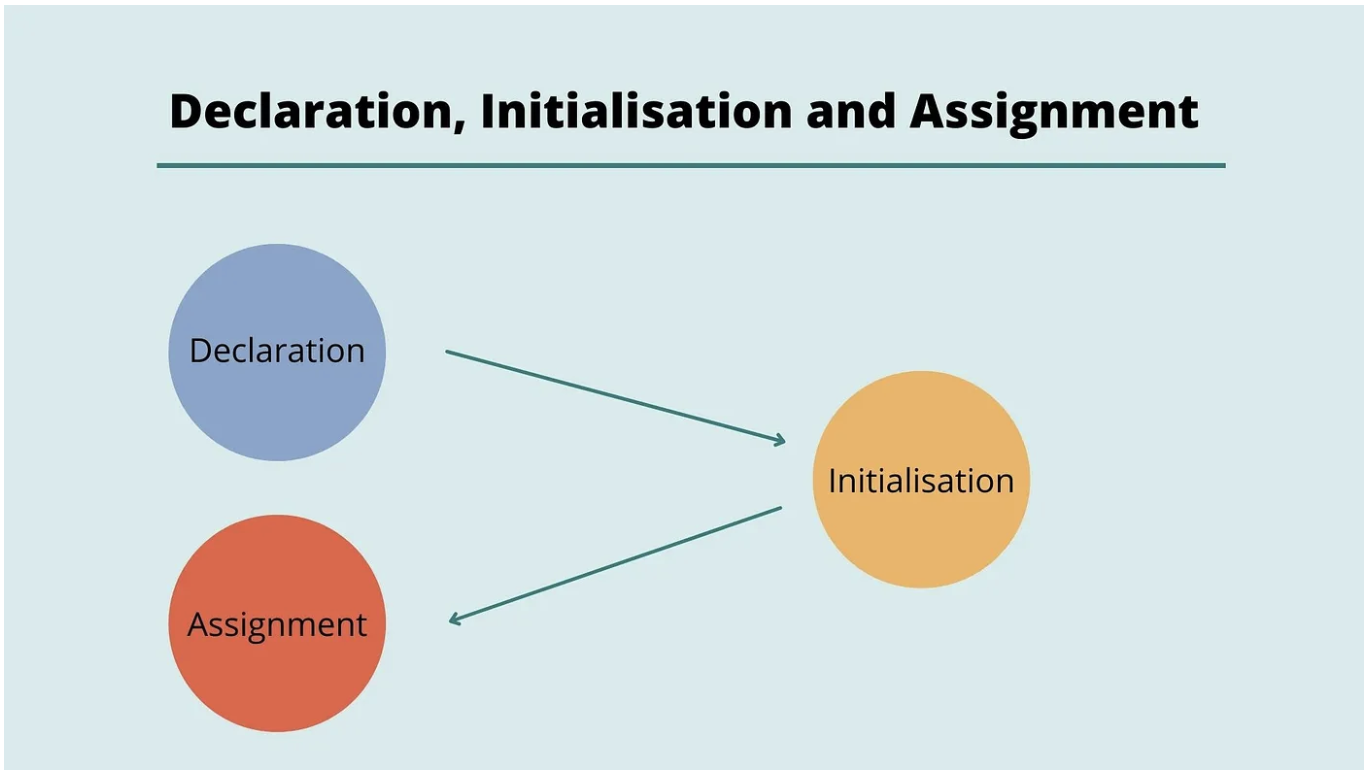 Declaration, Initialisation and Assignment
Declaration
Initialisation
Assignment